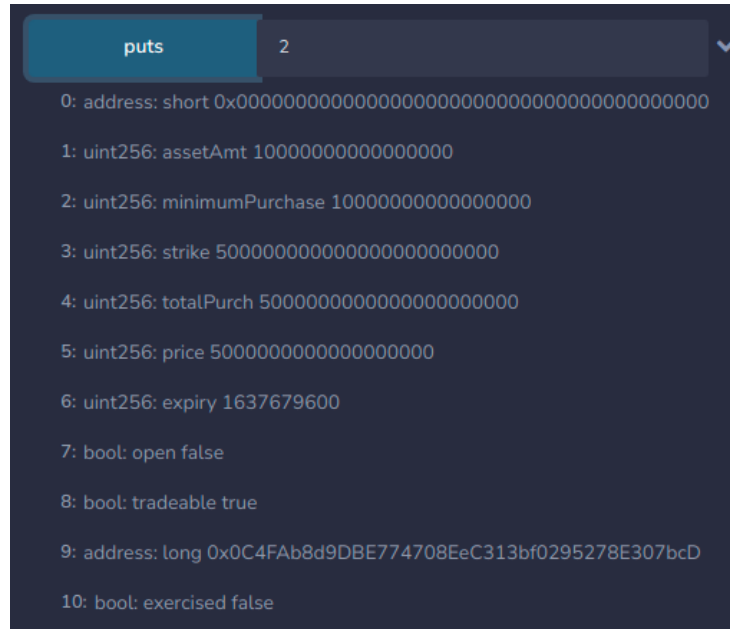 puts 2
0: address: short 0x0000000000000000000000000000000000000000
1: uint256: assetAmt 10000000000000000
2: uint256: minimumPurchase 10000000000000000
3: uint256: strike 500000000000000000000000
4: uint256: totalPurch 5000000000000000000000
5: uint256: price 5000000000000000000
6: uint256: expiry 1637679600
7: bool: open false
8: bool: tradeable true
9: address: long 0x0C4FAb8d9DBE774708EeC313bf0295278E307bcD
10: bool: exercised false